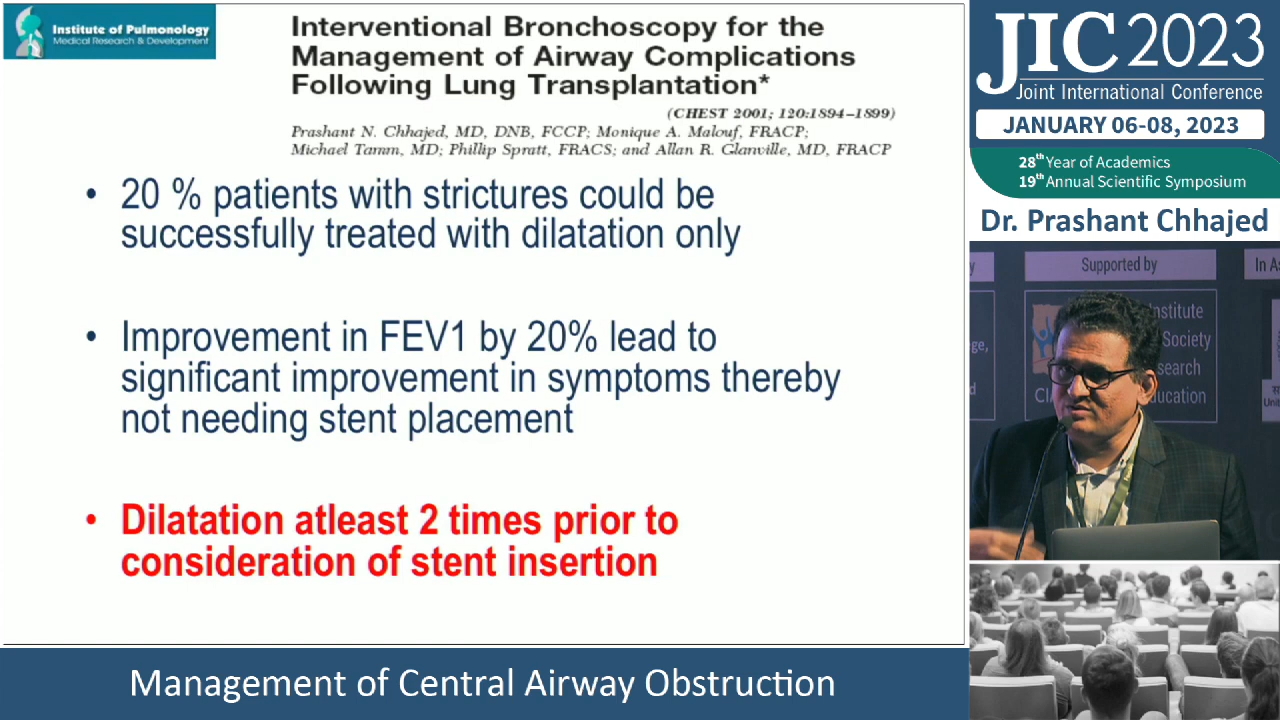 Institute of Pulmonology
Medical Research & Development
Interventional Bronchoscopy for the
Management of Airway Complications
Following Lung Transplantation*
(CHEST 2001; 120:1894–1899)
Prashant N. Chhajed, MD, DNB, FCCP; Monique A. Malouf, FRACP;
Michael Tamm, MD; Phillip Spratt, FRACS; and Allan R. Glanville, MD, FRACP
• 20 % patients with strictures could be
successfully treated with dilatation only
• Improvement in FEV1 by 20% lead to
significant improvement in symptoms thereby
not needing stent placement
• Dilatation atleast 2 times prior to
consideration of stent insertion
Management of Central Airway Obstruction
JIC 2023
Joint International Conference
JANUARY 06-08, 2023
28th Year of Academics
19th Annual Scientific Symposium
Dr. Prashant Chhajed
Supported by
In
nstitute
Society
search
ducation